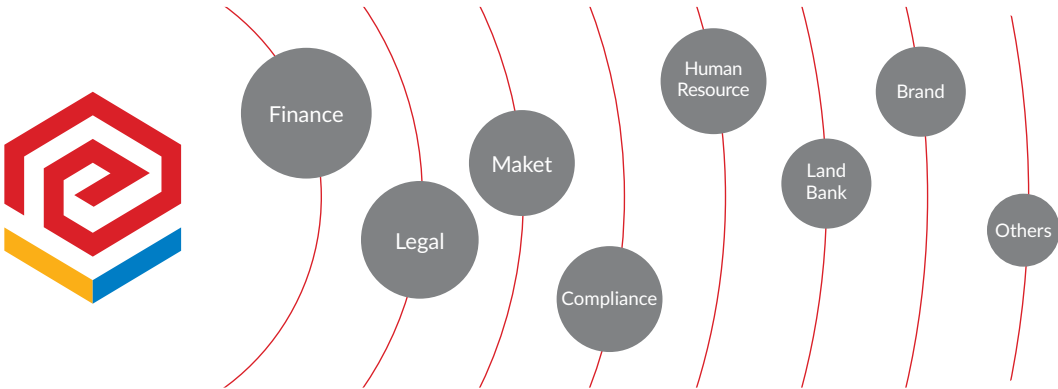 Finance
Legal
Maket
Compliance
Human
Resource
Land
Bank
Brand
Others